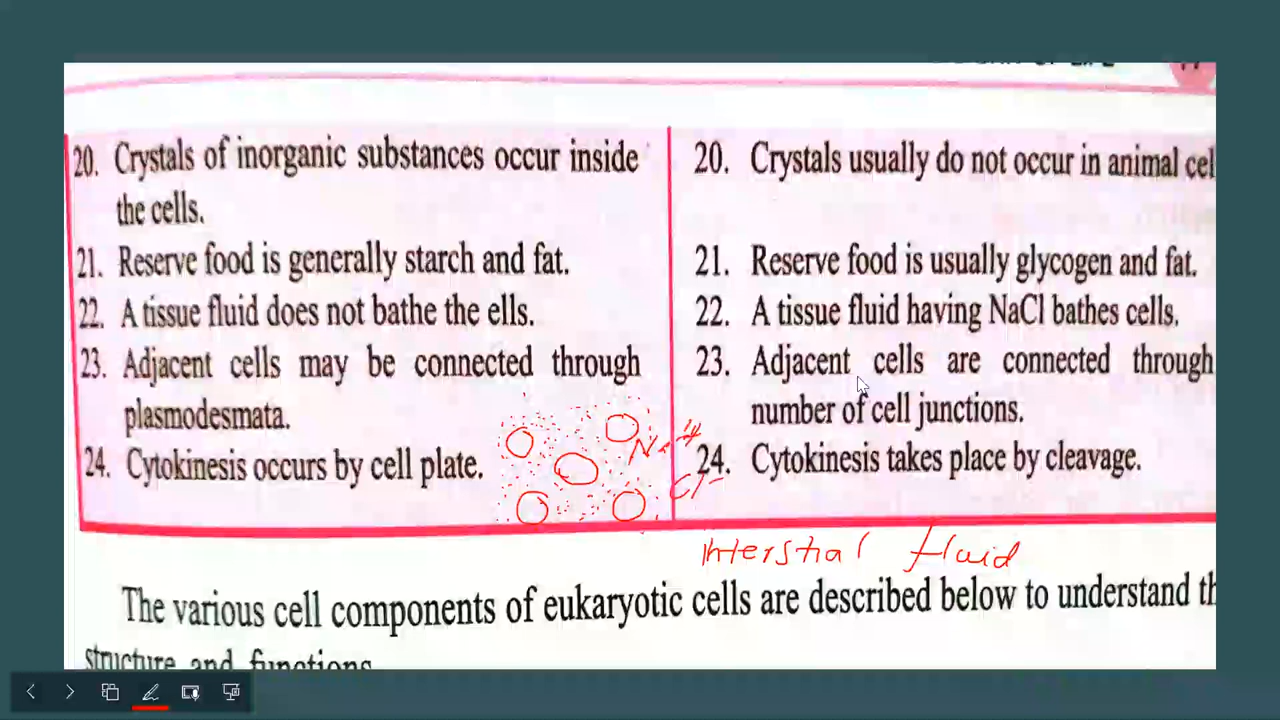 20. Crystals of inorganic substances occur inside
the cells.
21. Reserve food is generally starch and fat.
22. A tissue fluid does not bathe the ells.
23. Adjacent cells may be connected through
plasmodesmata.
24. Cytokinesis occurs by cell plate.
20. Crystals usually do not occur in animal cel
21. Reserve food is usually glycogen and fat.
22. A tissue fluid having NaCl bathes cells.
23. Adjacent cells are connected through
number of cell junctions.
24. Cytokinesis takes place by cleavage.
Na+
Cl-
Interstial fluid
The various cell components of eukaryotic cells are described below to understand th
structure and functions